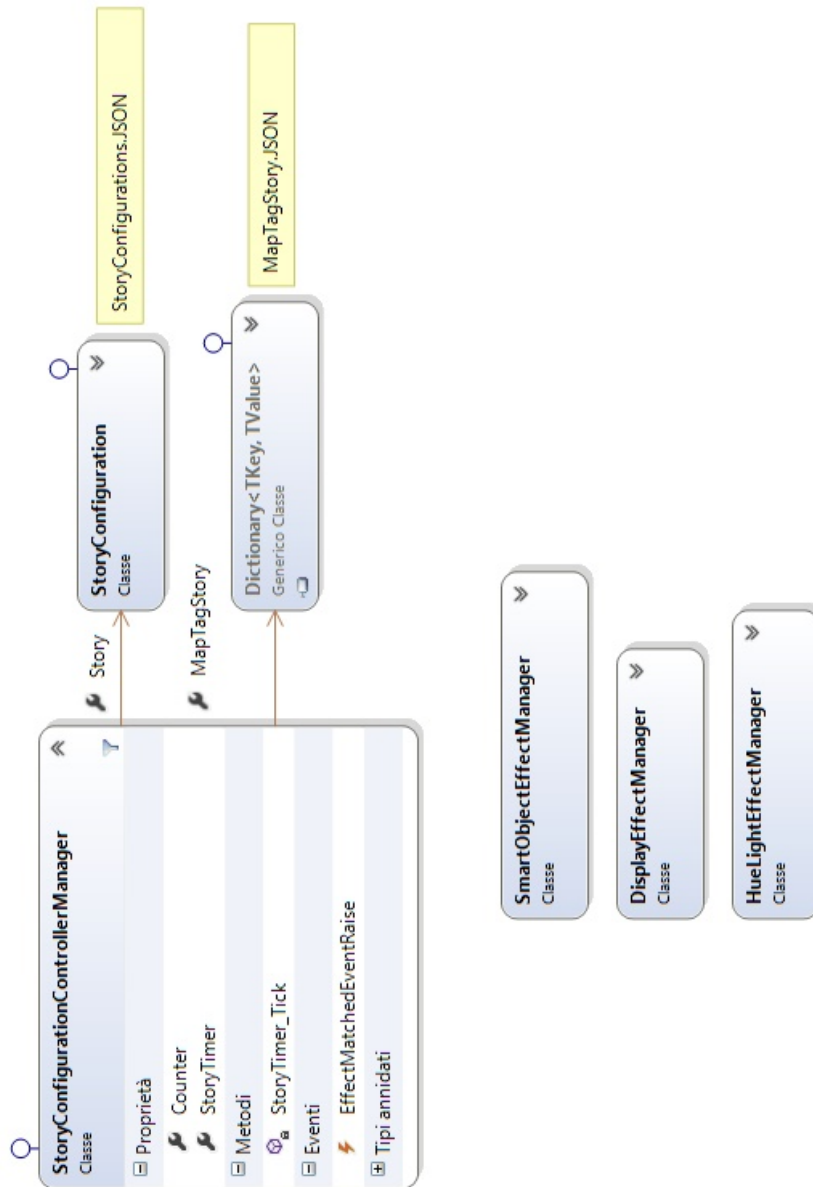 StoryConfigurationControllerManager
Classe
Proprietà
Counter
StoryTimer
Metodi
StoryTimer_Tick
Eventi
EffectMatchedEventRaise
Tipi annidati
Story
MapTagStory
StoryConfiguration
Classe
StoryConfigurations.JSON
Dictionary<TKey, TValue>
Generico Classe
MapTagStory.JSON
SmartObjectEffectManager
Classe
DisplayEffectManager
Classe
HueLightEffectManager
Classe